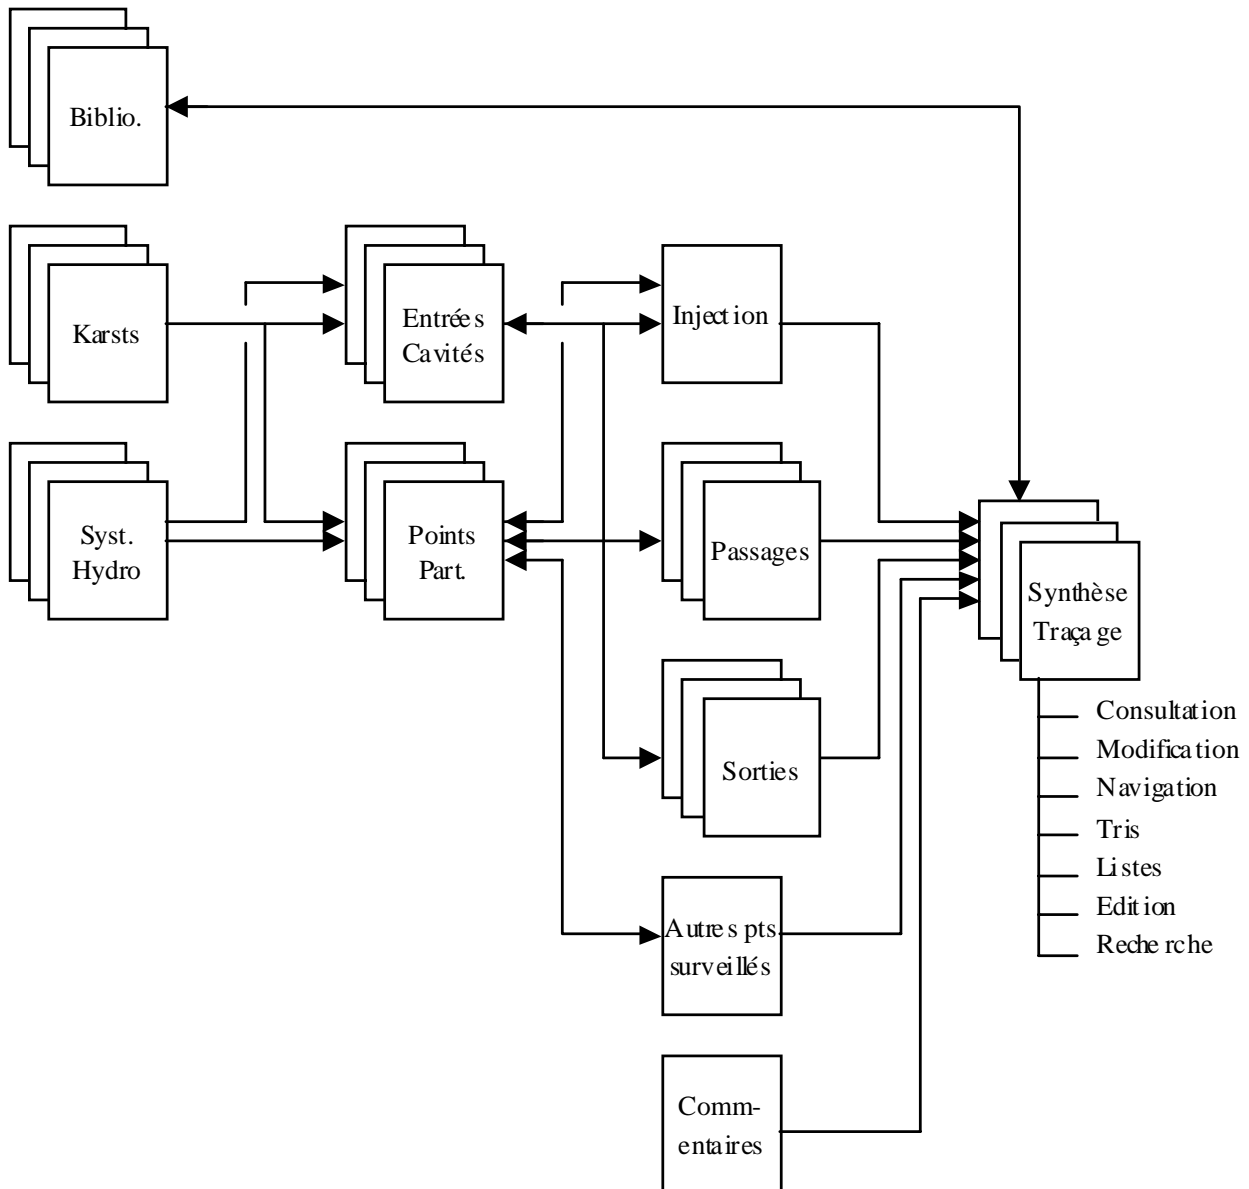 Biblio.
Karsts
Entrées
Cavités
Injection
Syst.
Hydro
Points
Part.
Passages
Synthèse
Traçage
Sorties
Consultation
Modification
Navigation
Tris
Listes
Edition
Recherche
Autres pts
surveillés
Comm-
entaires